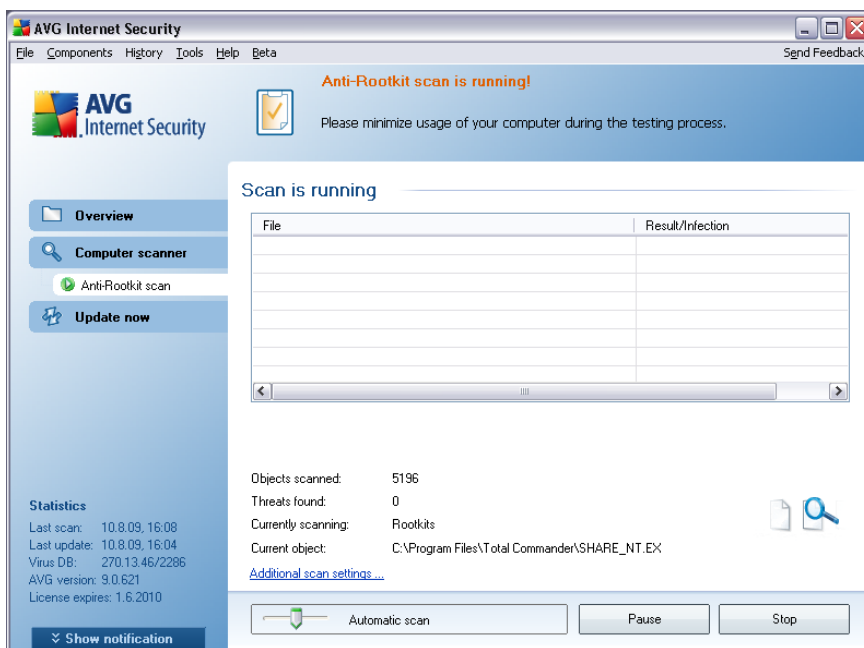 AVG Internet Security
File Components History Tools Help Beta Send Feedback
AVG
Internet Security
Anti-Rootkit scan is running!
Please minimize usage of your computer during the testing process.
Overview
Computer scanner
Anti-Rootkit scan
Update now
Scan is running
File Result/Infection
Objects scanned: 5196
Threats found: 0
Currently scanning: Rootkits
Current object: C:\Program Files\Total Commander\SHARE_NT.EX
Additional scan settings ...
Statistics
Last scan: 10.8.09, 16:08
Last update: 10.8.09, 16:04
Virus DB: 270.13.46/2286
AVG version: 9.0.621
License expires: 1.6.2010
Show notification
Automatic scan Pause Stop